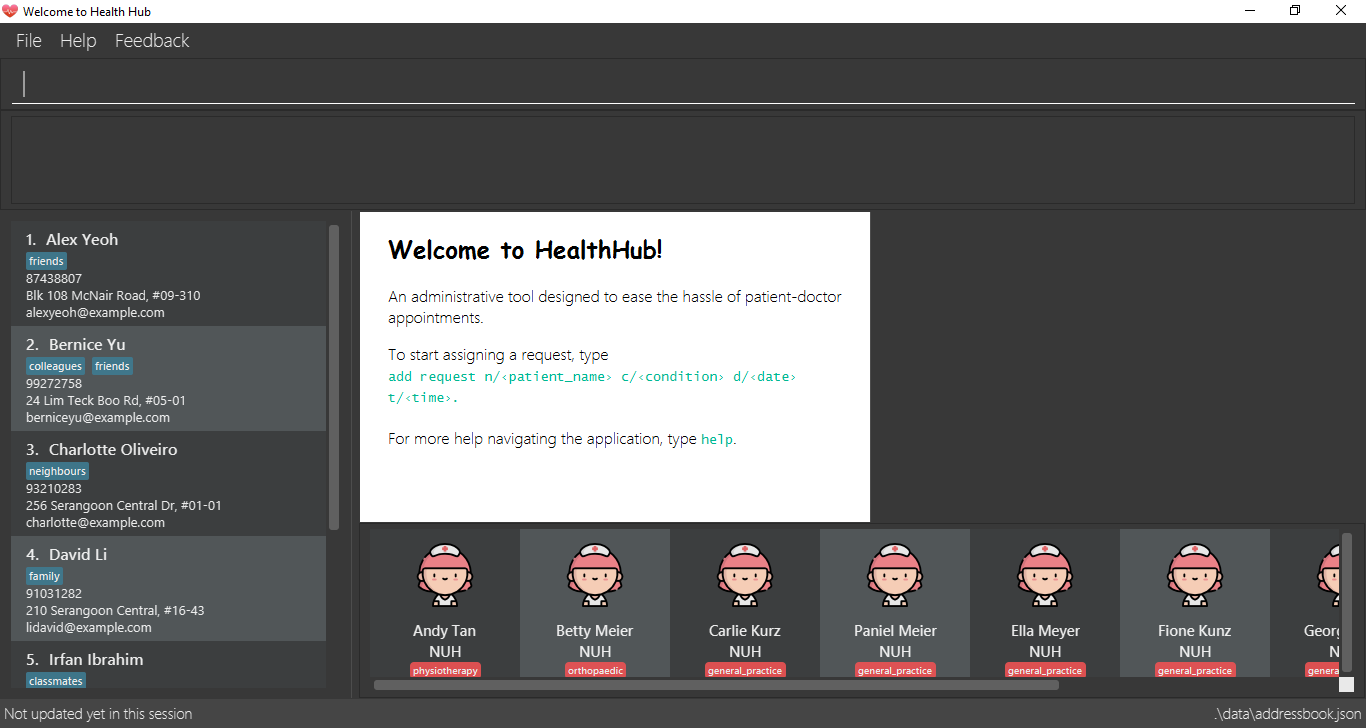 Welcome to Health Hub
File Help Feedback
1. Alex Yeoh
friends
87438807
Blk 108 McNair Road, #09-310
alexyeoh@example.com
2. Bernice Yu
colleagues friends
99272758
24 Lim Teck Boo Rd, #05-01
berniceyu@example.com
3. Charlotte Oliveiro
neighbours
93210283
256 Serangoon Central Dr, #01-01
charlotte@example.com
4. David Li
family
91031282
210 Serangoon Central, #16-43
lidavid@example.com
5. Irfan Ibrahim
classmates
Welcome to HealthHub!
An administrative tool designed to ease the hassle of patient-doctor
appointments.
To start assigning a request, type
add request n/‹patient_name› c/‹condition› d/‹date›
t/‹time›.
For more help navigating the application, type help.
Andy Tan
NUH
physiotherapy
Betty Meier
NUH
orthopaedic
Carlie Kurz
NUH
general_practice
Paniel Meier
NUH
general_practice
Ella Meyer
NUH
general_practice
Fione Kunz
NUH
general_practice
Georg
N
genera
Not updated yet in this session
.\data\addressbook.json